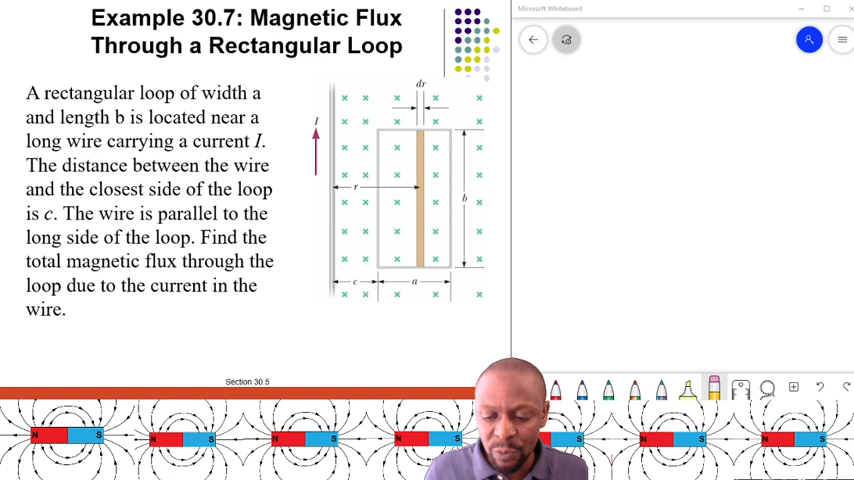 Example 30.7: Magnetic Flux
Through a Rectangular Loop
A rectangular loop of width a
and length b is located near a
long wire carrying a current I.
The distance between the wire
and the closest side of the loop
is c. The wire is parallel to the
long side of the loop. Find the
total magnetic flux through the
loop due to the current in the
wire.
dr
I
r
b
c
a
Section 30.5
Microsoft Whiteboard
N S
N S
N S
N S
S
N S
N S